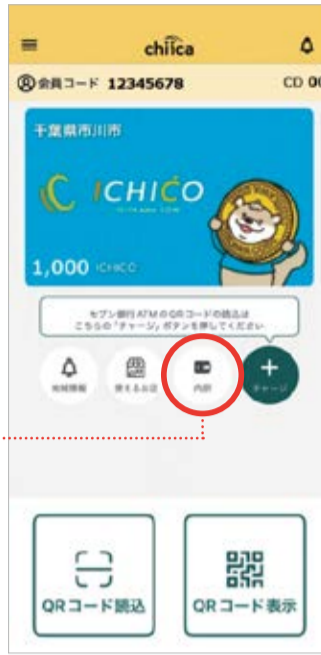 chiica
会員コード 12345678 CD 00
千葉県市川市
ICHICO
1,000 ICHICO
セブン銀行ATMのQRコードの読込は
こちらの「チャージ」ボタンを押してください
地域情報 使えるお店 内訳 チャージ
QRコード読込 QRコード表示